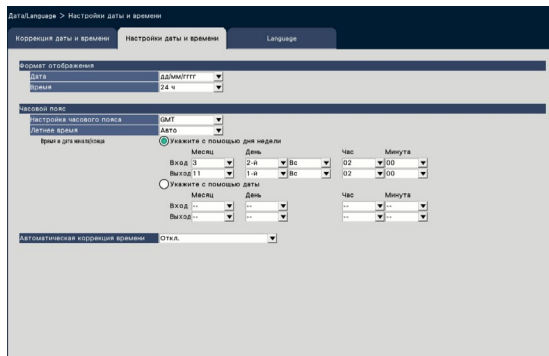 Дата/Language > Настройки даты и времени
Коррекция даты и времени Настройки даты и времени Language
Формат отображения
Дата дд/мм/гггг
Время 24 ч
Часовой пояс
Настройка часового пояса GMT
Летнее время Авто
Время и дата начала/конца Укажите с помощью дня недели
Месяц День Час Минута
Вход 3 2-й Вс 02 00
Выход 11 1-й Вс 02 00
Укажите с помощью даты
Месяц День Час Минута
Вход -- -- -- --
Выход -- -- -- --
Автоматическая коррекция времени Откл.